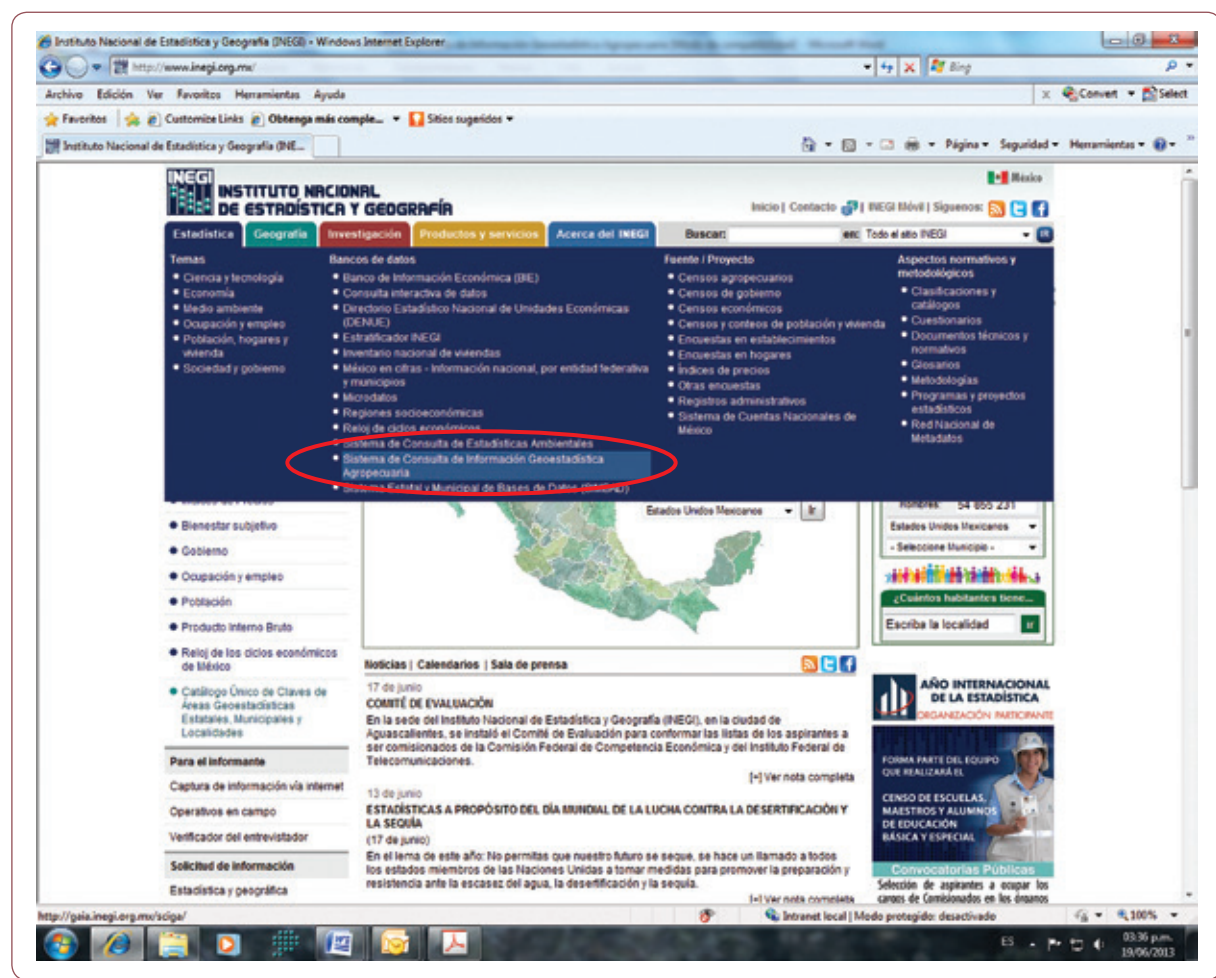 Instituto Nacional de Estadística y Geografía (INEGI) - Windows Internet Explorer
http://www.inegi.org.mx/
Bing
Archivo Edición Ver Favoritos Herramientas Ayuda
x Convert Select
Favoritos Customize Links Obtenga más comple... Sitios sugeridos
Instituto Nacional de Estadística y Geografía (INE...
Página Seguridad Herramientas
INEGI
INSTITUTO NACIONAL
DE ESTADÍSTICA Y GEOGRAFÍA
México
Inicio | Contacto | INEGI Móvil | Síguenos:
Estadística Geografía Investigación Productos y servicios Acerca del INEGI Buscar: en: Todo el sitio INEGI
Temas
Ciencia y tecnología
Economía
Medio ambiente
Ocupación y empleo
Población, hogares y
vivienda
Sociedad y gobierno
Bancos de datos
Banco de Información Económica (BIE)
Consulta interactiva de datos
Directorio Estadístico Nacional de Unidades Económicas
(DENUE)
Estratificador INEGI
Inventario nacional de viviendas
México en cifras - Información nacional, por entidad federativa
y municipios
Microdatos
Regiones socioeconómicas
Reloj de ciclos económicos
Sistema de Consulta de Estadísticas Ambientales
Sistema de Consulta de Información Geoestadística
Agropecuaria
Sistema Estatal y Municipal de Bases de Datos (SIMBAD)
Fuente / Proyecto
Censos agropecuarios
Censos de gobierno
Censos económicos
Censos y conteos de población y vivienda
Encuestas en establecimientos
Encuestas en hogares
Índices de precios
Otras encuestas
Registros administrativos
Sistema de Cuentas Nacionales de
México
Aspectos normativos y
metodológicos
Clasificaciones y
catálogos
Cuestionarios
Documentos técnicos y
normativos
Glosarios
Metodologías
Programas y proyectos
estadísticos
Red Nacional de
Metadatos
Bienestar subjetivo
Gobierno
Ocupación y empleo
Población
Producto Interno Bruto
Reloj de los ciclos económicos
de México
Catálogo Único de Claves de
Áreas Geoestadísticas
Estatales, Municipales y
Localidades
Para el informante
Captura de información vía internet
Operativos en campo
Verificador del entrevistador
Solicitud de información
Estadística y geográfica
Estados Unidos Mexicanos Ir
Hombres: 54 855 231
Estados Unidos Mexicanos
- Seleccione Municipio -
¿Cuántos habitantes tiene...
Escriba la localidad Ir
Noticias | Calendarios | Sala de prensa
17 de junio
COMITÉ DE EVALUACIÓN
En la sede del Instituto Nacional de Estadística y Geografía (INEGI), en la ciudad de
Aguascalientes, se instaló el Comité de Evaluación para conformar las listas de los aspirantes a
ser comisionados de la Comisión Federal de Competencia Económica y del Instituto Federal de
Telecomunicaciones.
[+] Ver nota completa
13 de junio
ESTADÍSTICAS A PROPÓSITO DEL DÍA MUNDIAL DE LA LUCHA CONTRA LA DESERTIFICACIÓN Y
LA SEQUÍA
(17 de junio)
En el lema de este año: No permitas que nuestro futuro se seque, se hace un llamado a todos
los estados miembros de las Naciones Unidas a tomar medidas para promover la preparación y
resistencia ante la escasez del agua, la desertificación y la sequía.
[+] Ver nota completa
AÑO INTERNACIONAL
DE LA ESTADÍSTICA
ORGANIZACIÓN PARTICIPANTE
FORMA PARTE DEL EQUIPO
QUE REALIZARÁ EL
CENSO DE ESCUELAS,
MAESTROS Y ALUMNOS
DE EDUCACIÓN
BÁSICA Y ESPECIAL
Convocatorias Públicas
Selección de aspirantes a ocupar los
cargos de Comisionados en los órganos
http://gaia.inegi.org.mx/sciga/
Intranet local | Modo protegido: desactivado
100%
ES
03:36 p.m.
19/06/2013